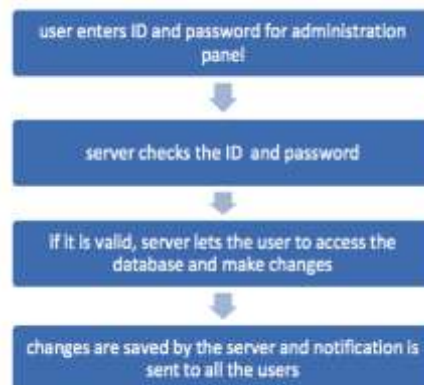 user enters ID and password for administration
panel
server checks the ID and password
if it is valid, server lets the user to access the
database and make changes
changes are saved by the server and notification is
sent to all the users